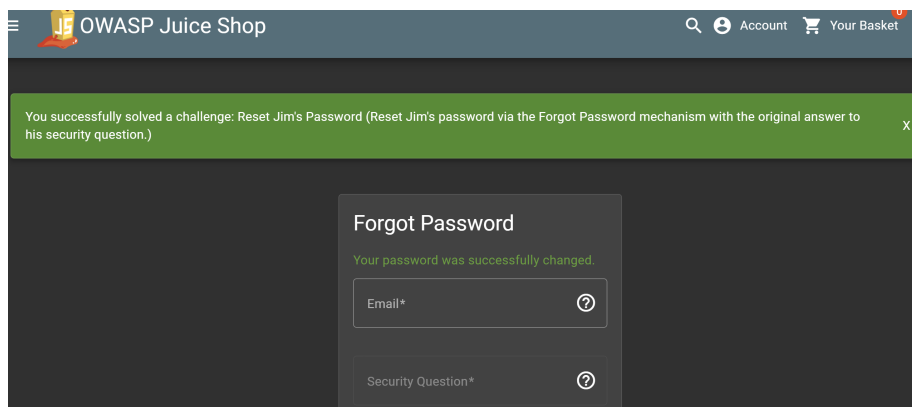 OWASP Juice Shop
Account
Your Basket
0
You successfully solved a challenge: Reset Jim's Password (Reset Jim's password via the Forgot Password mechanism with the original answer to
his security question.)
X
Forgot Password
Your password was successfully changed.
Email*
?
Security Question*
?